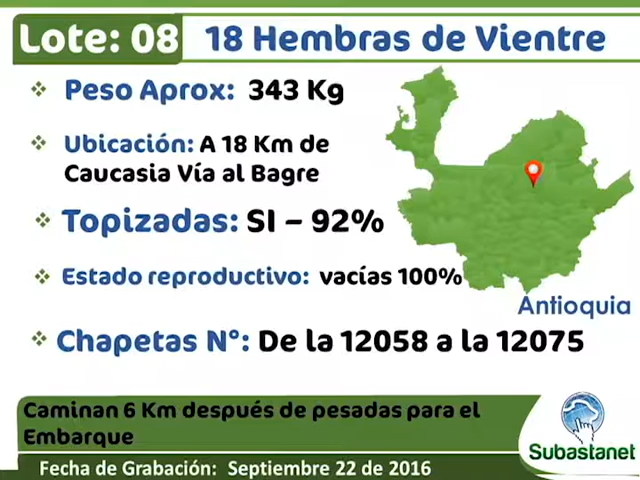 Lote: 08
18 Hembras de Vientre
Peso Aprox: 343 Kg
Ubicación: A 18 Km de
Caucasia Vía al Bagre
Topizadas: SI – 92%
Estado reproductivo: vacías 100%
Antioquia
Chapetas N°: De la 12058 a la 12075
Caminan 6 Km después de pesadas para el
Embarque
Subastanet
Fecha de Grabación: Septiembre 22 de 2016